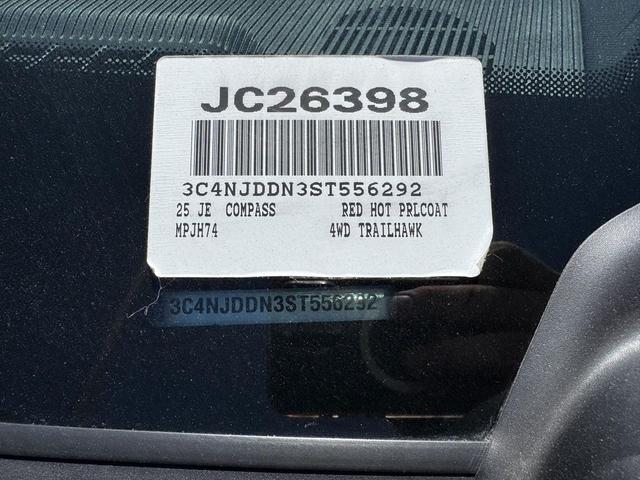 JC26398
3C4NJDDN3ST556292
25 JE COMPASS RED HOT PRLCOAT
MPJH74 4WD TRAILHAWK
3C4NJDDN3ST556292